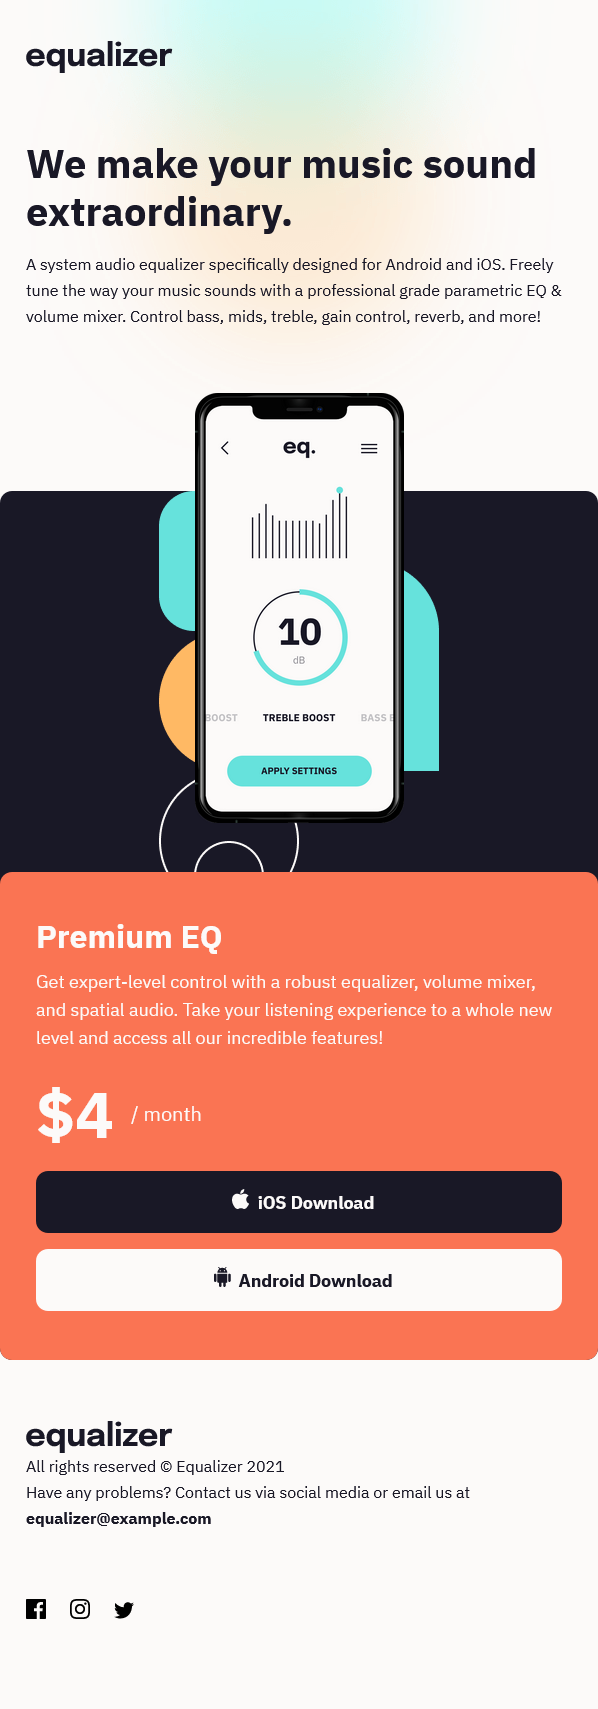 equalizer
We make your music sound
extraordinary.
A system audio equalizer specifically designed for Android and iOS. Freely
tune the way your music sounds with a professional grade parametric EQ &
volume mixer. Control bass, mids, treble, gain control, reverb, and more!
eq.
10
dB
BOOST TREBLE BOOST BASS B
APPLY SETTINGS
Premium EQ
Get expert-level control with a robust equalizer, volume mixer,
and spatial audio. Take your listening experience to a whole new
level and access all our incredible features!
$4 / month
iOS Download
Android Download
equalizer
All rights reserved © Equalizer 2021
Have any problems? Contact us via social media or email us at
equalizer@example.com